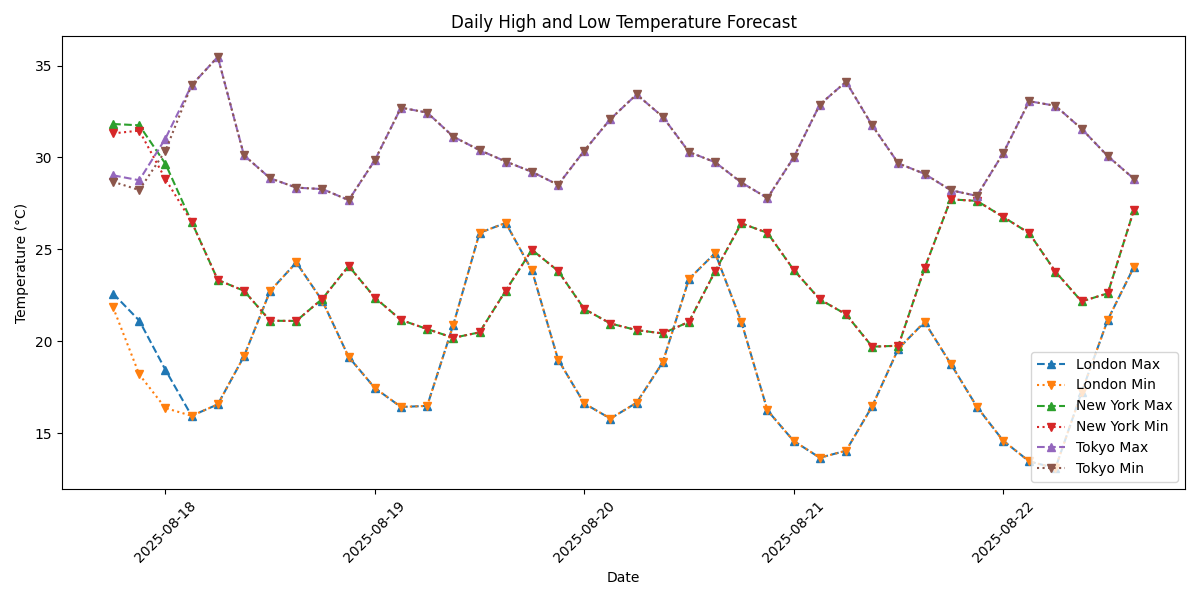 Daily High and Low Temperature Forecast
Temperature (°C)
35
30
25
20
15
London Max
London Min
New York Max
New York Min
Tokyo Max
Tokyo Min
2025-08-18
2025-08-19
2025-08-20
2025-08-21
2025-08-22
Date